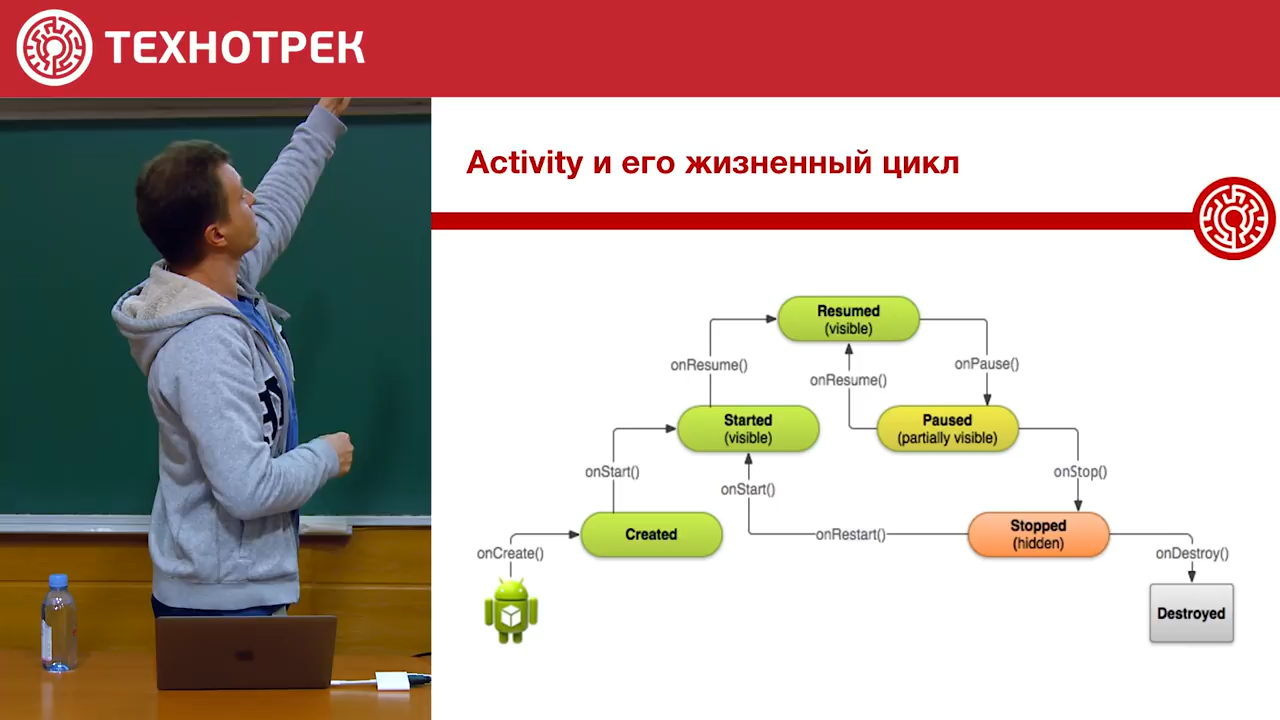 ТЕХНОТРЕК
Activity и его жизненный цикл
Resumed
(visible)
onResume()
onResume()
onPause()
Started
(visible)
Paused
(partially visible)
onStart()
onStart()
onStop()
Created
onRestart()
Stopped
(hidden)
onCreate()
onDestroy()
Destroyed